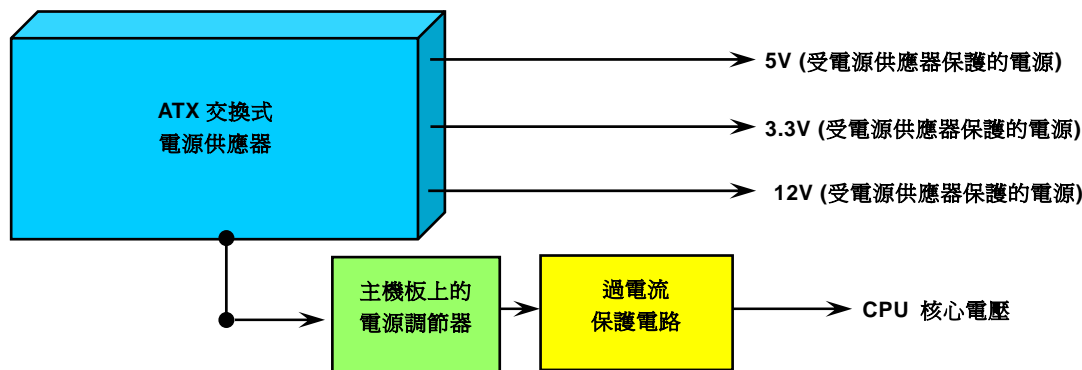 ATX 交換式
電源供應器
5V (受電源供應器保護的電源)
3.3V (受電源供應器保護的電源)
12V (受電源供應器保護的電源)
主機板上的
電源調節器
過電流
保護電路
CPU 核心電壓